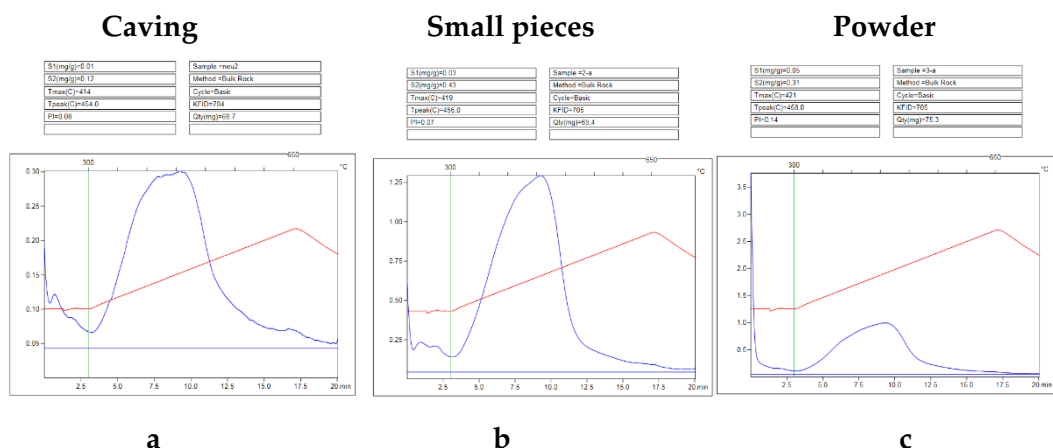 Caving Small pieces Powder
S1(mg/g)=0.01 Sample =neu2
S2(mg/g)=0.12 Method =Bulk Rock
Tmax(C)=414 Cycle=Basic
Tpeak(C)=454.0 KFID=704
PI=0.08 Qty(mg)=68.7
S1(mg/g)=0.03 Sample =2-a
S2(mg/g)=0.43 Method =Bulk Rock
Tmax(C)=419 Cycle=Basic
Tpeak(C)=456.0 KFID=705
PI=0.07 Qty(mg)=69.4
S1(mg/g)=0.05 Sample =3-a
S2(mg/g)=0.31 Method =Bulk Rock
Tmax(C)=421 Cycle=Basic
Tpeak(C)=458.0 KFID=705
PI=0.14 Qty(mg)=75.3
300 650
°C
0.30
0.25
0.20
0.15
0.10
0.05
2.5 5.0 7.5 10.0 12.5 15.0 17.5 20 min
300 650
°C
1.25
1.00
0.75
0.50
0.25
2.5 5.0 7.5 10.0 12.5 15.0 17.5 20 min
300 650
°C
3.5
3.0
2.5
2.0
1.5
1.0
0.5
2.5 5.0 7.5 10.0 12.5 15.0 17.5 20 min
a b c